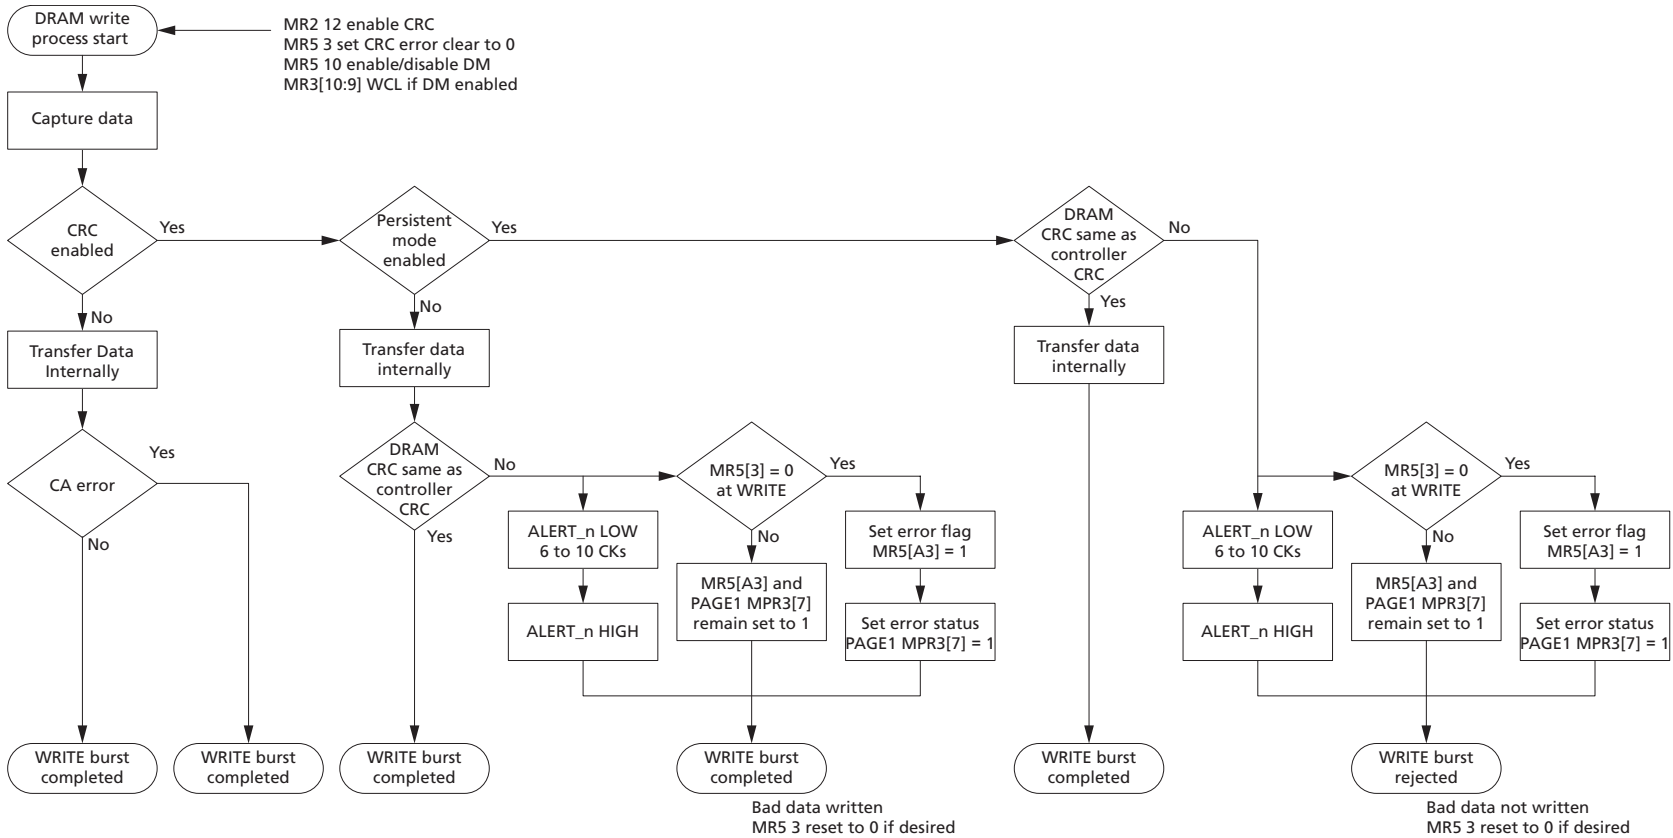 DRAM write
process start
MR2 12 enable CRC
MR5 3 set CRC error clear to 0
MR5 10 enable/disable DM
MR3[10:9] WCL if DM enabled
Capture data
CRC
enabled
Yes
Persistent
mode
enabled
Yes
DRAM
CRC same as
controller
CRC
No
No
No
Yes
Transfer Data
Internally
Transfer data
internally
Transfer data
internally
CA error
Yes
No
DRAM
CRC same as
controller
CRC
No
Yes
MR5[3] = 0
at WRITE
Yes
No
MR5[3] = 0
at WRITE
Yes
No
ALERT_n LOW
6 to 10 CKs
Set error flag
MR5[A3] = 1
ALERT_n LOW
6 to 10 CKs
Set error flag
MR5[A3] = 1
ALERT_n HIGH
MR5[A3] and
PAGE1 MPR3[7]
remain set to 1
Set error status
PAGE1 MPR3[7] = 1
ALERT_n HIGH
MR5[A3] and
PAGE1 MPR3[7]
remain set to 1
Set error status
PAGE1 MPR3[7] = 1
WRITE burst
completed
WRITE burst
completed
WRITE burst
completed
WRITE burst
completed
WRITE burst
completed
WRITE burst
rejected
Bad data written
MR5 3 reset to 0 if desired
Bad data not written
MR5 3 reset to 0 if desired